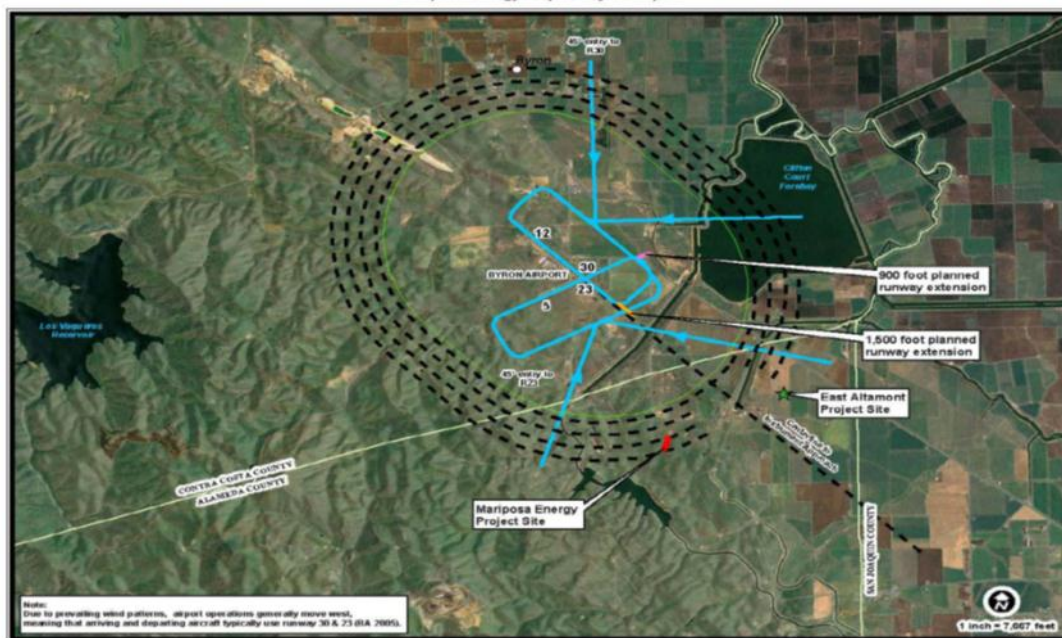 45° entry to
R30
Byron
Clifton
Court
Forebay
12
BYRON AIRPORT
30
23
5
900 foot planned
runway extension
1,500 foot planned
runway extension
Los Vaqueros
Reservoir
45° entry to
R23
East Altamont
Project Site
CONTRA COSTA COUNTY
ALAMEDA COUNTY
Mariposa Energy
Project Site
SAN JOAQUIN COUNTY
Note:
Due to prevailing wind patterns, airport operations generally move west,
meaning that arriving and departing aircraft typically use runway 30 & 23 (BA 2005).
N
1 inch = 7,667 feet